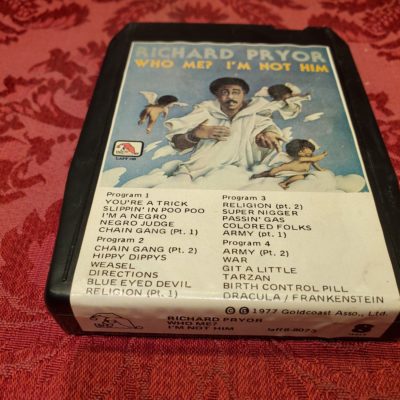 RICHARD PRYOR
WHO ME? I'M NOT HIM
Program 1
YOU'RE A TRICK
SLIPPIN' IN POO POO
I'M A NEGRO
NEGRO JUDGE
CHAIN GANG (Pt. 1)
Program 2
CHAIN GANG (Pt. 2)
HIPPY DIPPYS
WEASEL
DIRECTIONS
BLUE EYED DEVIL
RELIGION (pt. 1)
Program 3
RELIGION (pt. 2)
SUPER NIGGER
PASSIN' GAS
COLORED FOLKS
ARMY (pt. 1)
Program 4
ARMY (Pt. 2)
WAR
GIT A LITTLE
TARZAN
BIRTH CONTROL PILL
DRACULA / FRANKENSTEIN
© ℗ 1977 Goldcoast Asso., Ltd.
RICHARD PRYOR
WHO ME?
I'M NOT HIM